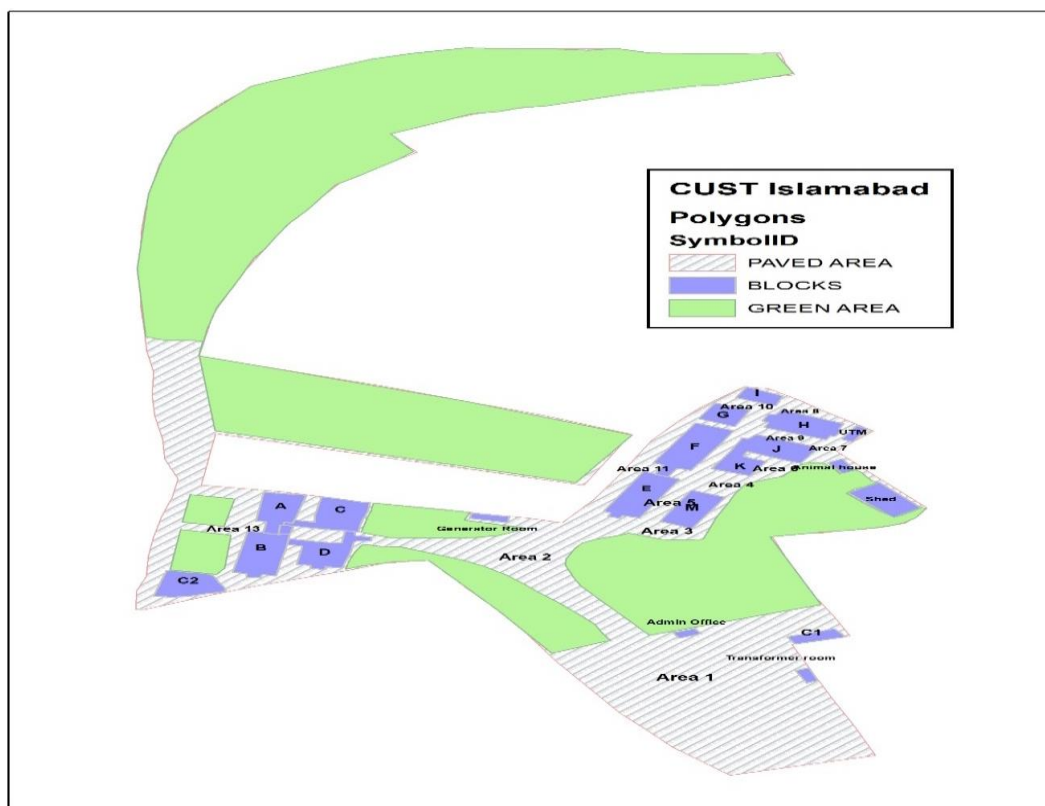 CUST Islamabad
Polygons
SymbolID
PAVED AREA
BLOCKS
GREEN AREA
I
Area 10
Area 8
G
H
UTM
Area 9
F
J
Area 7
K
Area 6
Animal house
Area 11
Area 4
E
Area 5
M
Shed
Area 3
A
C
Generator Room
Area 13
B
D
Area 2
C2
Admin Office
C1
Transformer room
Area 1